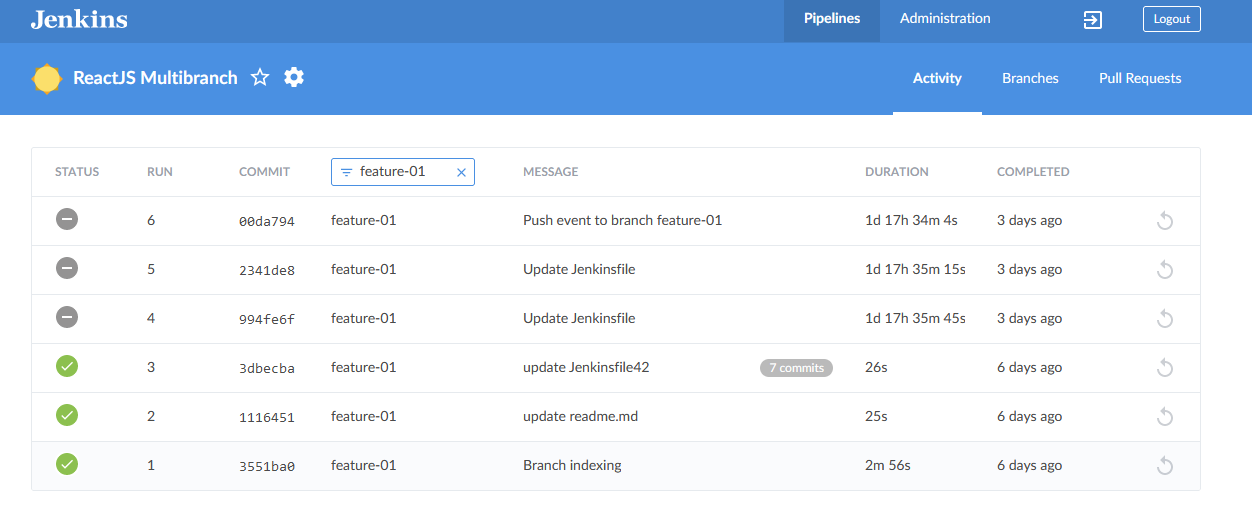 Jenkins Pipelines Administration Logout
ReactJS Multibranch Activity Branches Pull Requests
STATUS RUN COMMIT feature-01 MESSAGE DURATION COMPLETED
6 00da794 feature-01 Push event to branch feature-01 1d 17h 34m 4s 3 days ago
5 2341de8 feature-01 Update Jenkinsfile 1d 17h 35m 15s 3 days ago
4 994fe6f feature-01 Update Jenkinsfile 1d 17h 35m 45s 3 days ago
3 3dbecba feature-01 update Jenkinsfile42 7 commits 26s 6 days ago
2 1116451 feature-01 update readme.md 25s 6 days ago
1 3551ba0 feature-01 Branch indexing 2m 56s 6 days ago